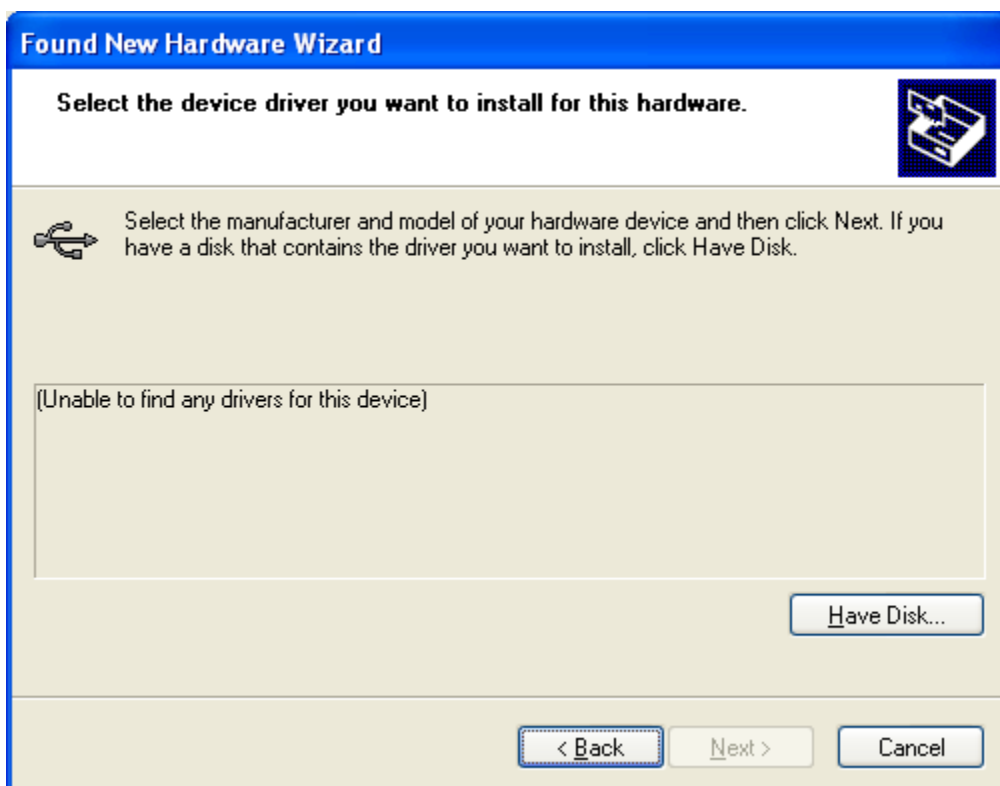 Found New Hardware Wizard
Select the device driver you want to install for this hardware.
Select the manufacturer and model of your hardware device and then click Next. If you
have a disk that contains the driver you want to install, click Have Disk.
(Unable to find any drivers for this device)
Have Disk...
< Back
Next >
Cancel